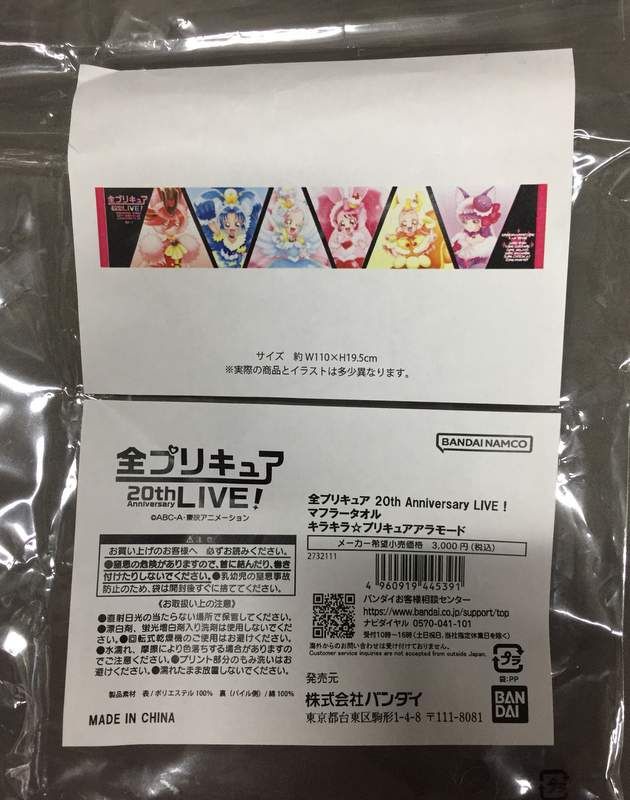 全プリキュア
LIVE!
サイズ 約 W110×H19.5cm
※実際の商品とイラストは多少異なります。
BANDAI NAMCO
全プリキュア
20th Anniversary LIVE!
©ABC-A・東映アニメーション
全プリキュア 20th Anniversary LIVE!
マフラータオル
キラキラ☆プリキュアアラモード
メーカー希望小売価格 3,000円(税込)
2732111
4 960919 445391
バンダイお客様相談センター
https://www.bandai.co.jp/support/top
ナビダイヤル 0570-041-101
受付10時~16時(土日祝日、当社指定休業日を除く)
海外からのお問い合わせは受け付けておりません。
Customer service inquiries are not accepted from outside Japan.
プラ
袋:PP
発売元
株式会社バンダイ
東京都台東区駒形1-4-8 〒111-8081
BANDAI
注意
お買い上げのお客様へ 必ずお読みください。
●窒息の危険がありますので、首に結んだり、巻き
付けたりしないでください。●乳幼児の窒息事故
防止のため、袋は開封後すぐに捨ててください。
《お取扱い上の注意》
●直射日光の当たらない場所で保管してください。
●漂白剤、蛍光増白剤入り洗剤は使用しないでくださ
い。●回転式乾燥機のご使用はお避けください。
●水濡れ、摩擦により色落ちする場合があります
のでご注意ください。●プリント部分のもみ洗いはお
避けください。●濡れたまま放置しないでください。
製品素材 表/ポリエステル100% 裏(パイル側)/綿100%
MADE IN CHINA